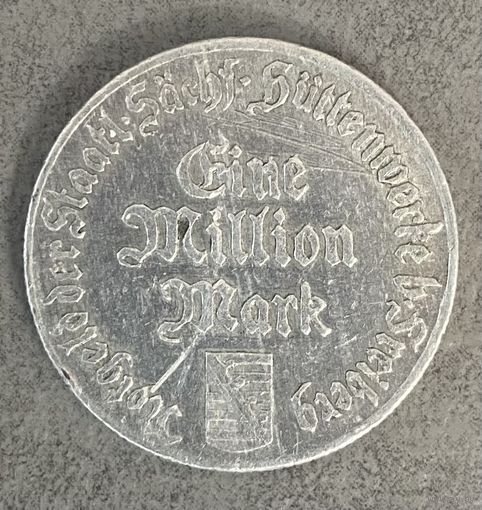 Notgeld der Staatl. Sächs. Hüttenwerke b. Freiberg
Eine
Million
Mark